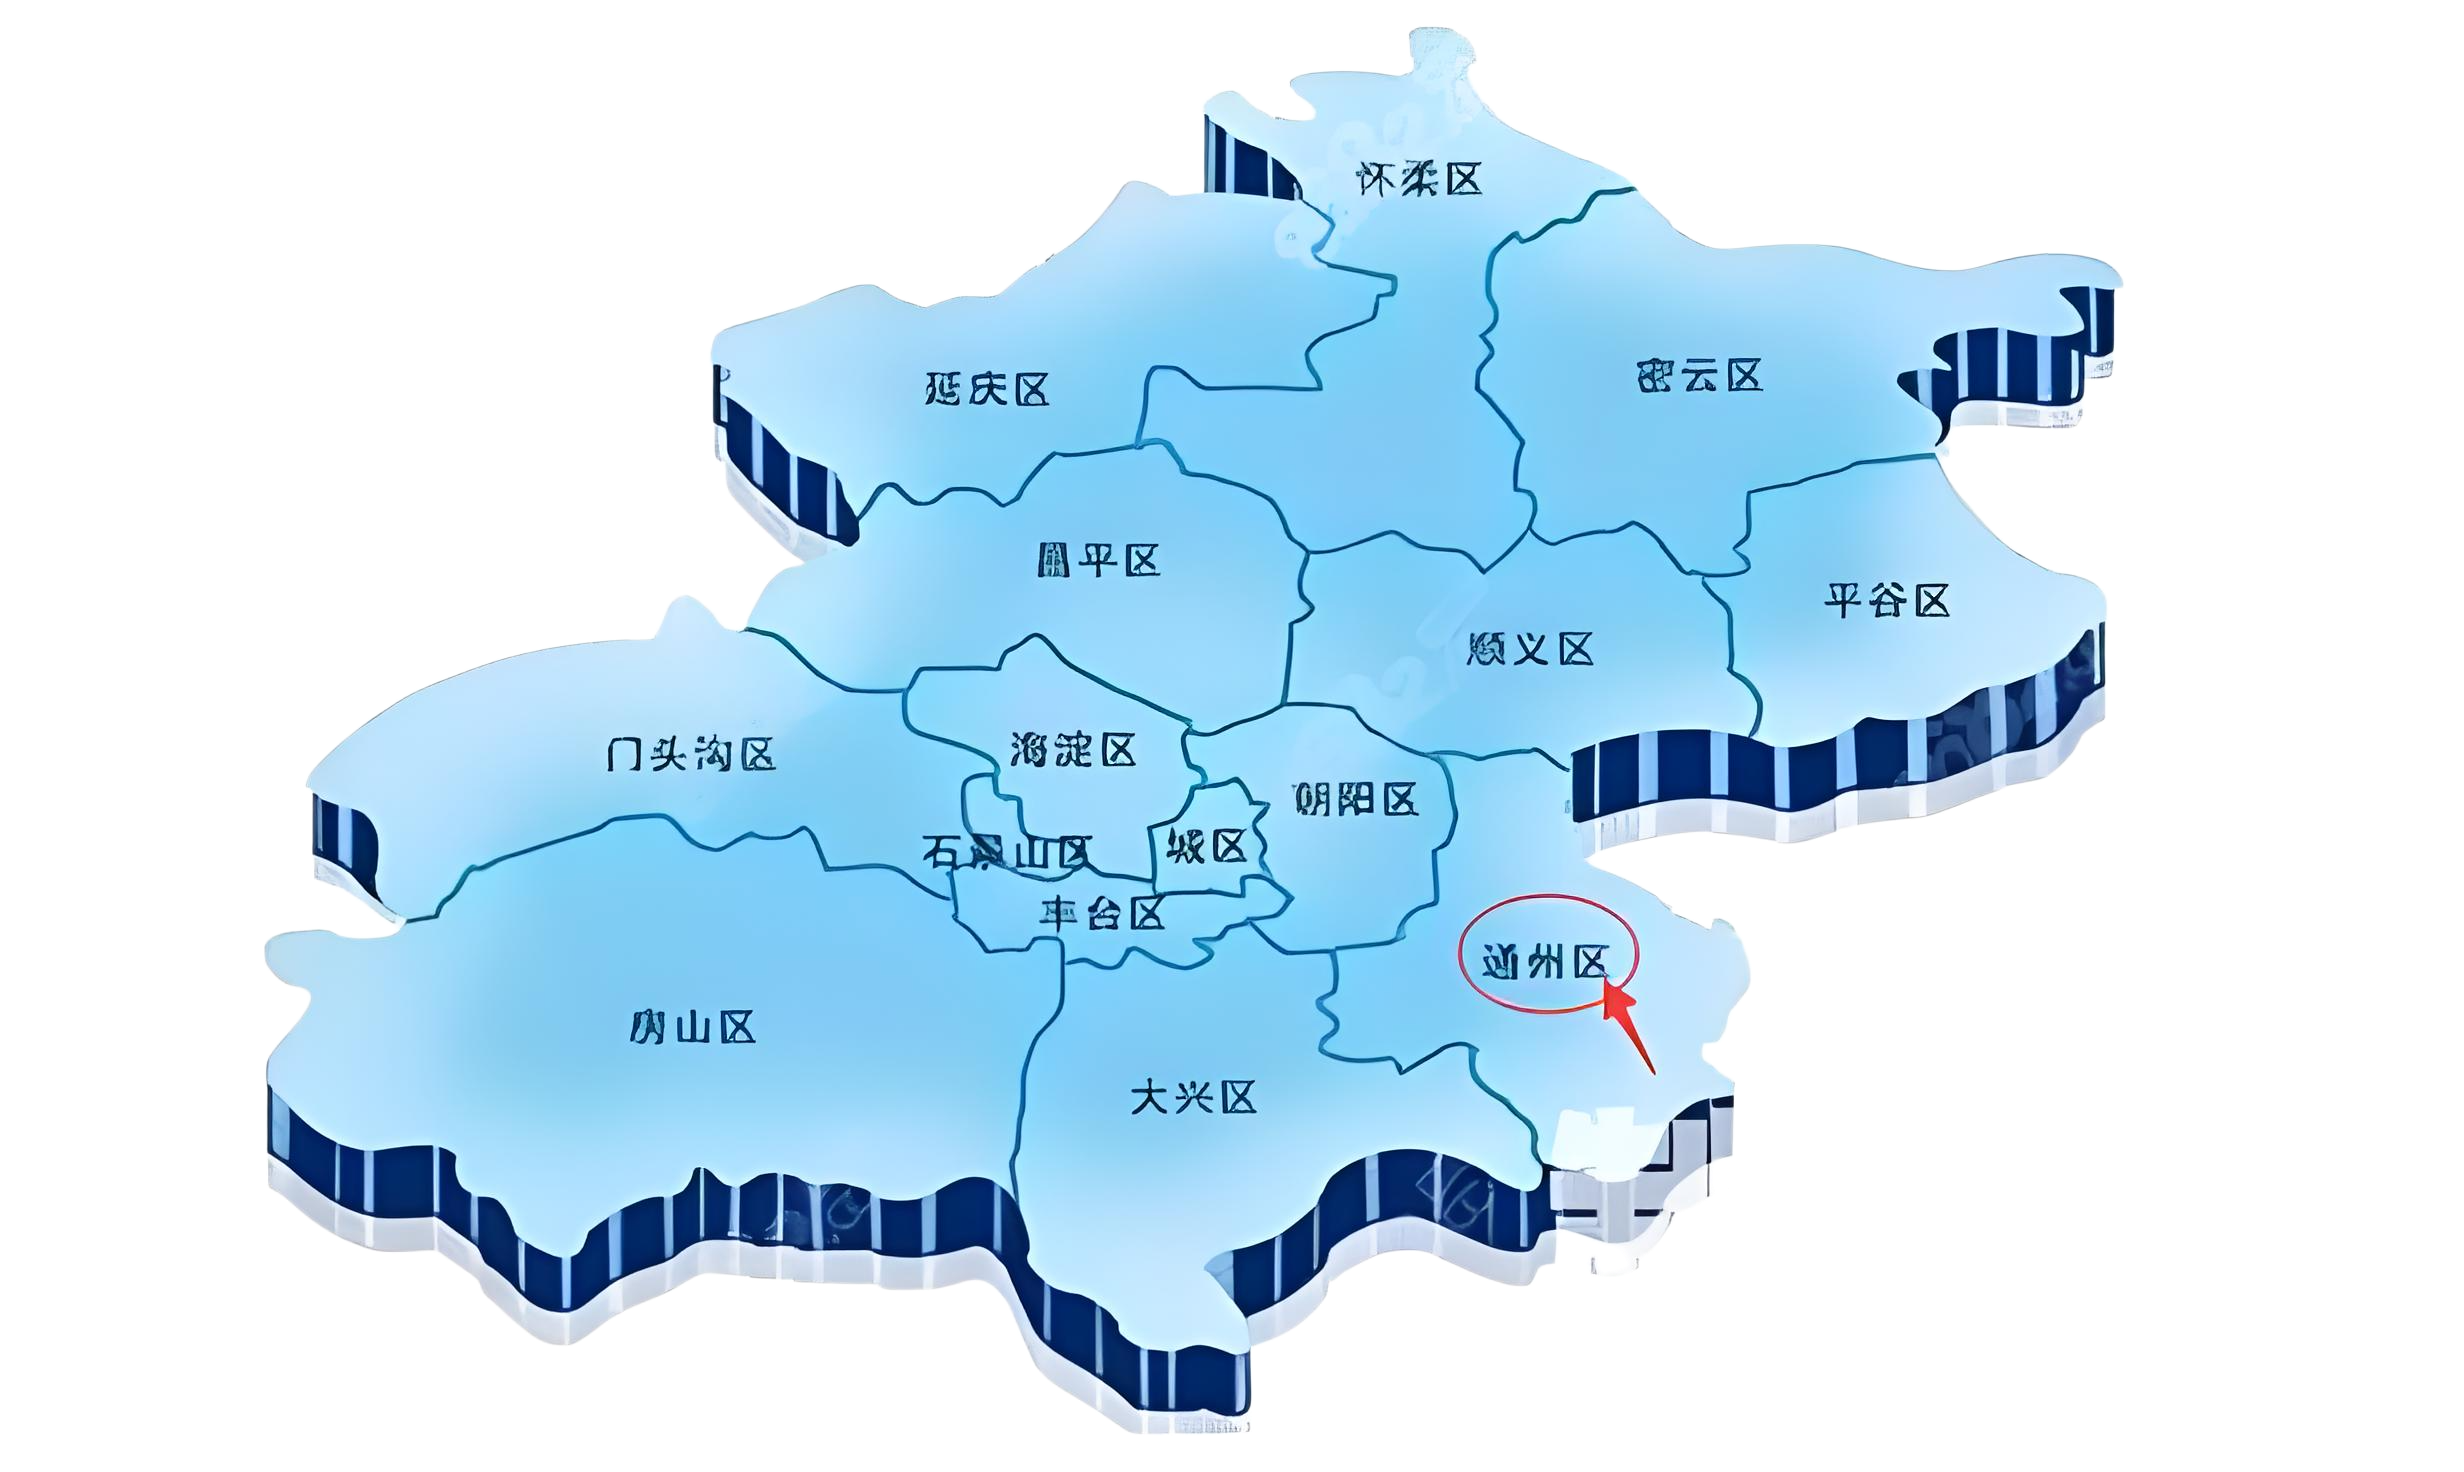 怀柔区
延庆区
密云区
昌平区
平谷区
顺义区
门头沟区
海淀区
朝阳区
石景山区
城区
丰台区
通州区
房山区
大兴区